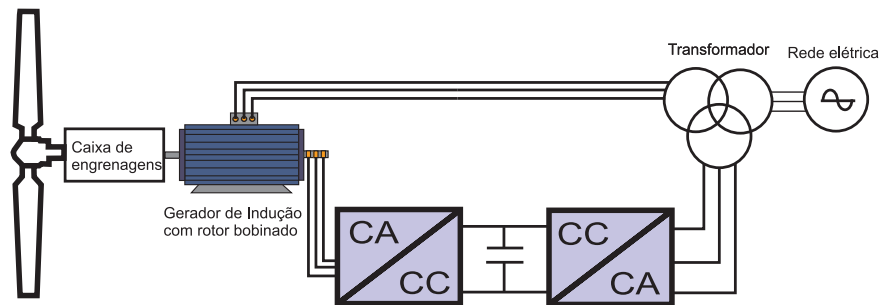 Transformador
Rede elétrica
Caixa de
engrenagens
Gerador de Indução
com rotor bobinado
CA
CC
CC
CA